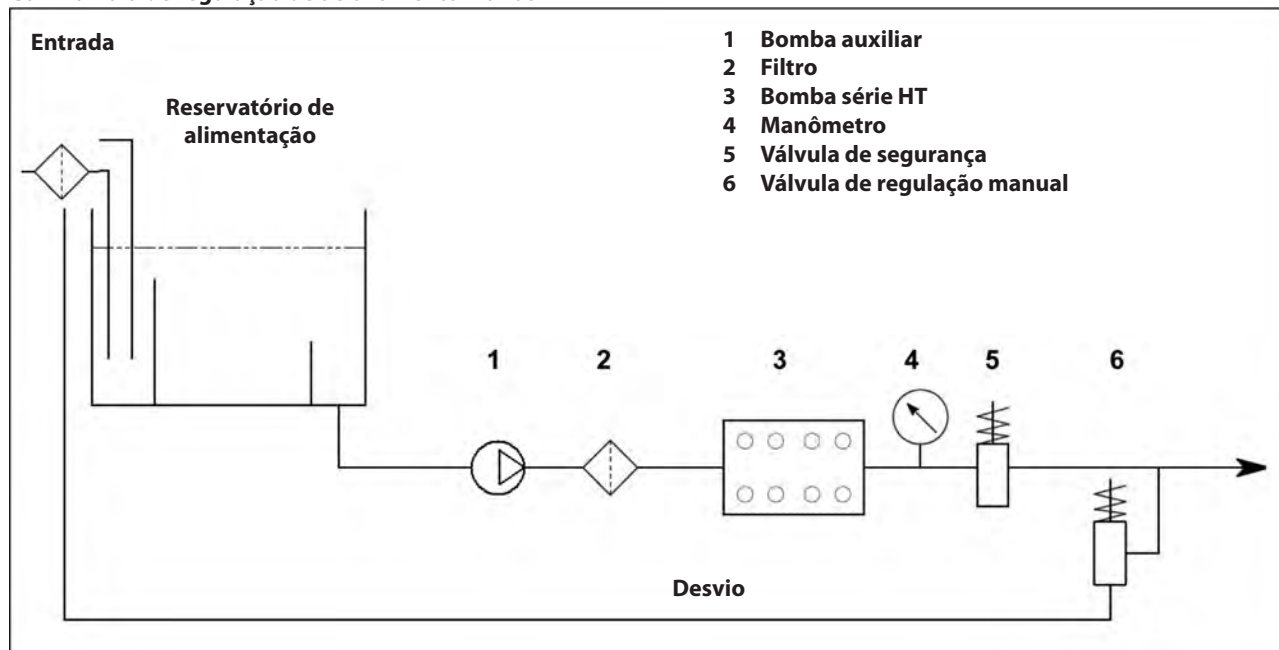 Entrada
Reservatório de
alimentação
1 Bomba auxiliar
2 Filtro
3 Bomba série HT
4 Manômetro
5 Válvula de segurança
6 Válvula de regulação manual
1 2 3 4 5 6
Desvio